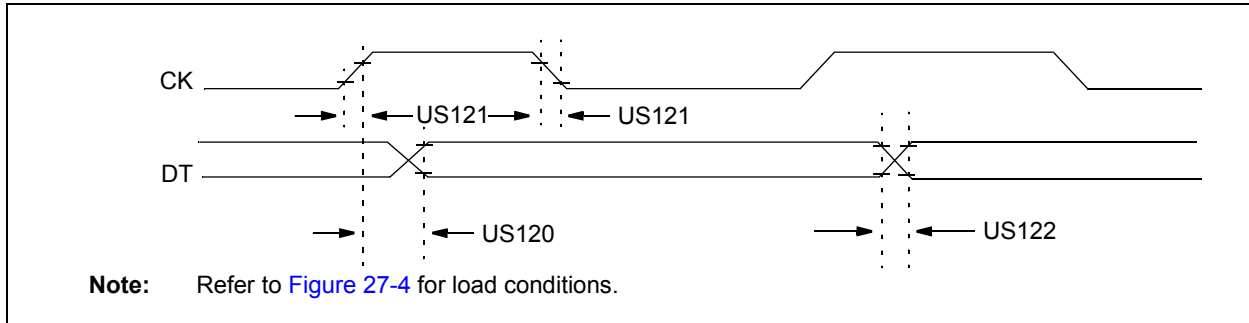 CK
US121 US121
DT
US120 US122
Note: Refer to Figure 27-4 for load conditions.